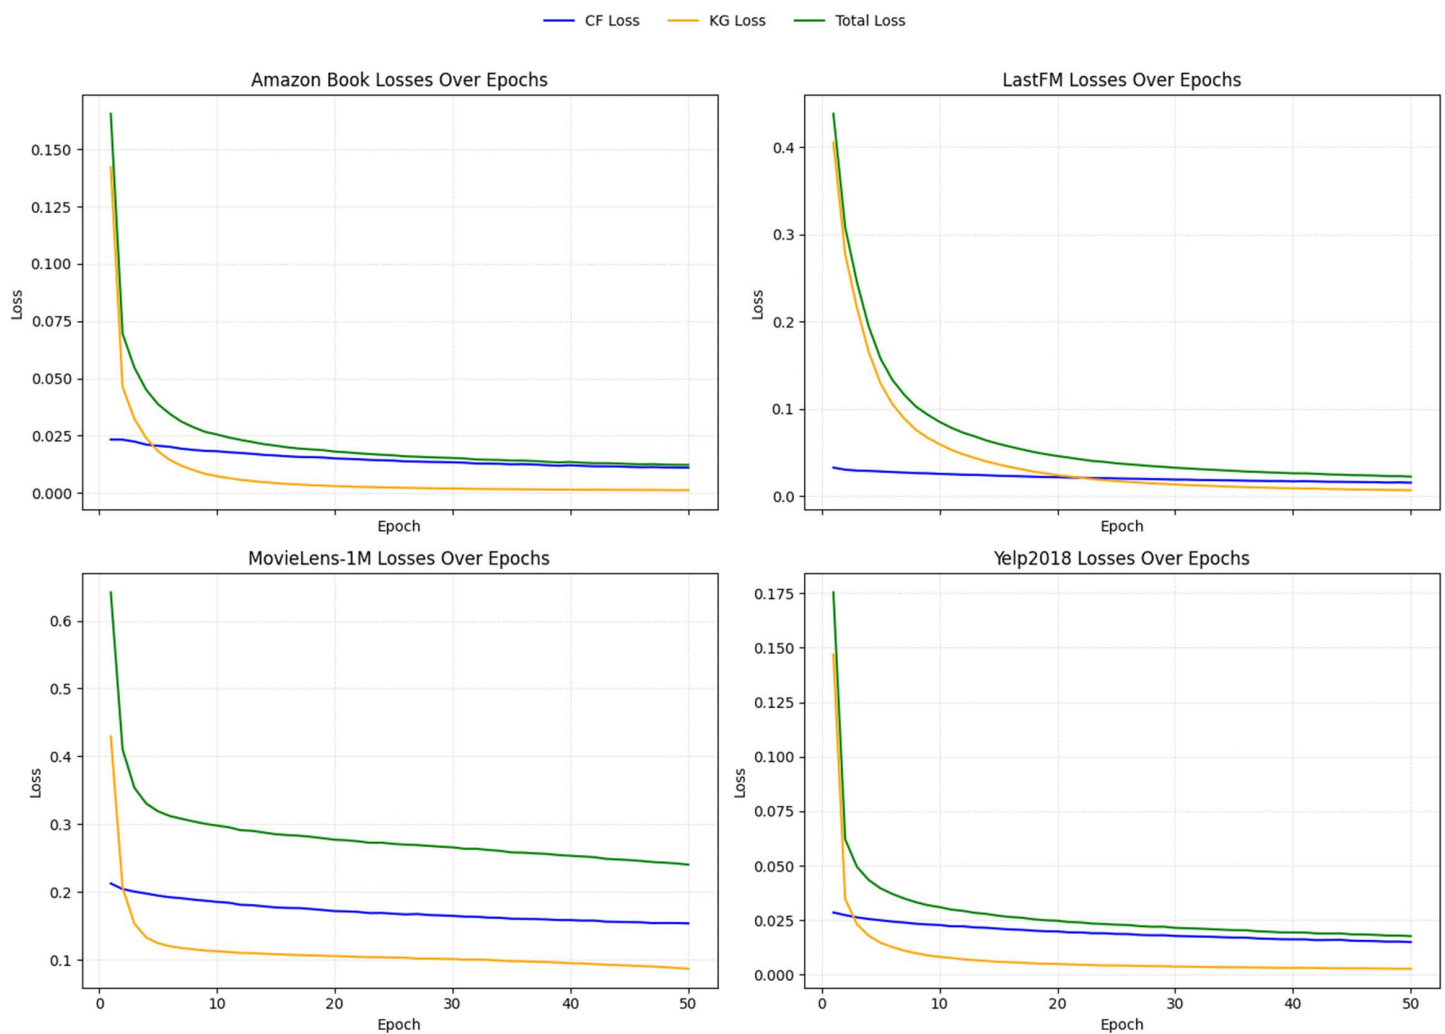 CF Loss KG Loss Total Loss
Amazon Book Losses Over Epochs
0.150
0.125
0.100
0.075
0.050
0.025
0.000
Loss
Epoch
LastFM Losses Over Epochs
0.4
0.3
0.2
0.1
0.0
Loss
Epoch
MovieLens-1M Losses Over Epochs
0.6
0.5
0.4
0.3
0.2
0.1
Loss
0 10 20 30 40 50
Epoch
Yelp2018 Losses Over Epochs
0.175
0.150
0.125
0.100
0.075
0.050
0.025
0.000
Loss
0 10 20 30 40 50
Epoch